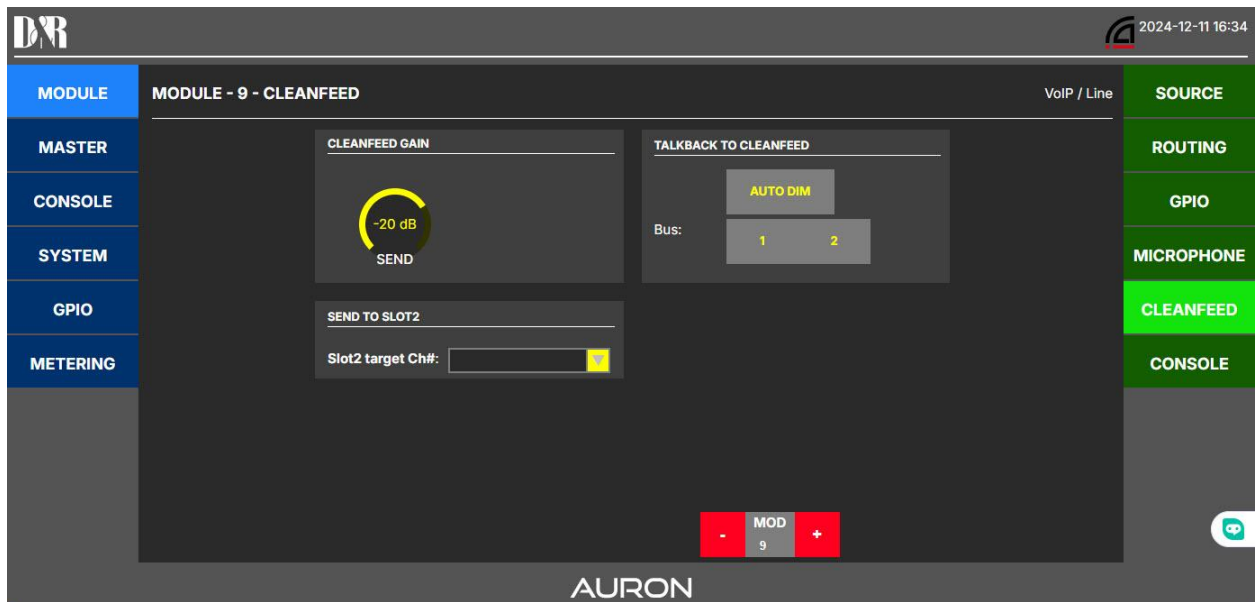 D&R
2024-12-11 16:34
MODULE
MASTER
CONSOLE
SYSTEM
GPIO
METERING
MODULE - 9 - CLEANFEED
VoIP / Line
CLEANFEED GAIN
-20 dB
SEND
TALKBACK TO CLEANFEED
AUTO DIM
Bus:
1 2
SEND TO SLOT2
Slot2 target Ch#:
- MOD +
9
SOURCE
ROUTING
GPIO
MICROPHONE
CLEANFEED
CONSOLE
AURON